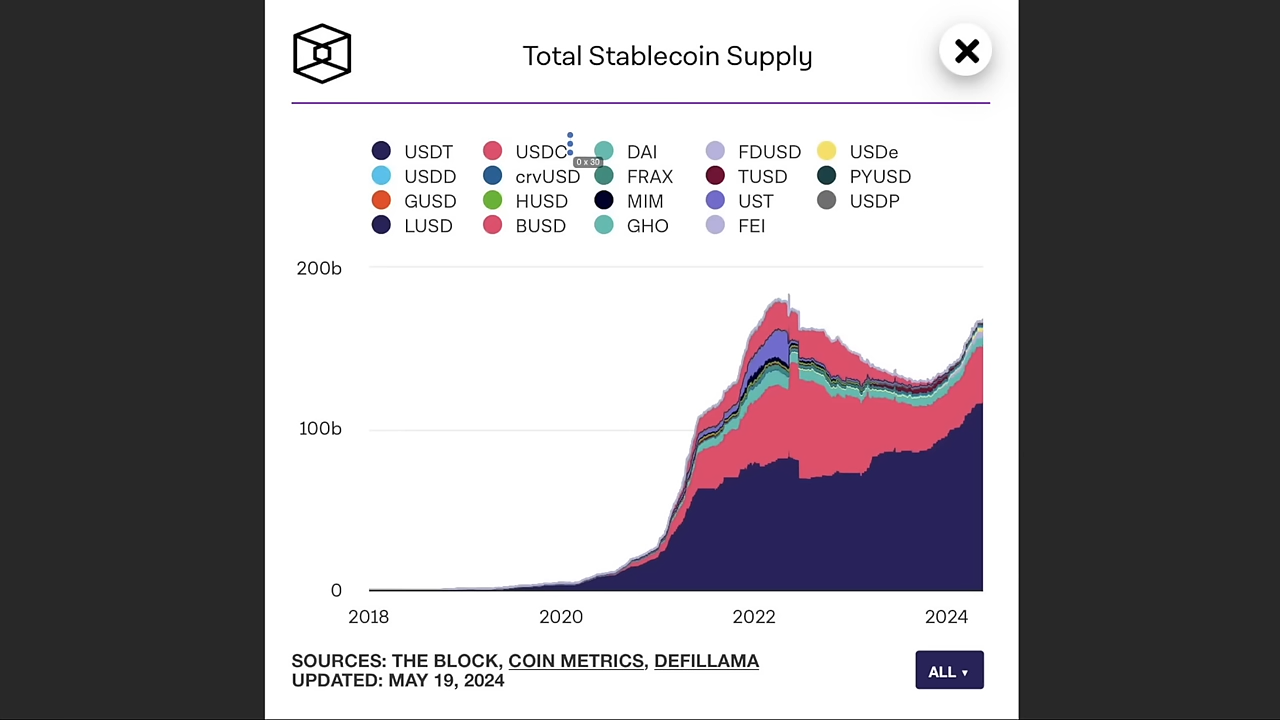 Total Stablecoin Supply
USDT USDC DAI FDUSD USDe
0 x 30
USDD crvUSD FRAX TUSD PYUSD
GUSD HUSD MIM UST USDP
LUSD BUSD GHO FEI
200b
100b
0
2018 2020 2022 2024
SOURCES: THE BLOCK, COIN METRICS, DEFILLAMA
UPDATED: MAY 19, 2024
ALL ▼